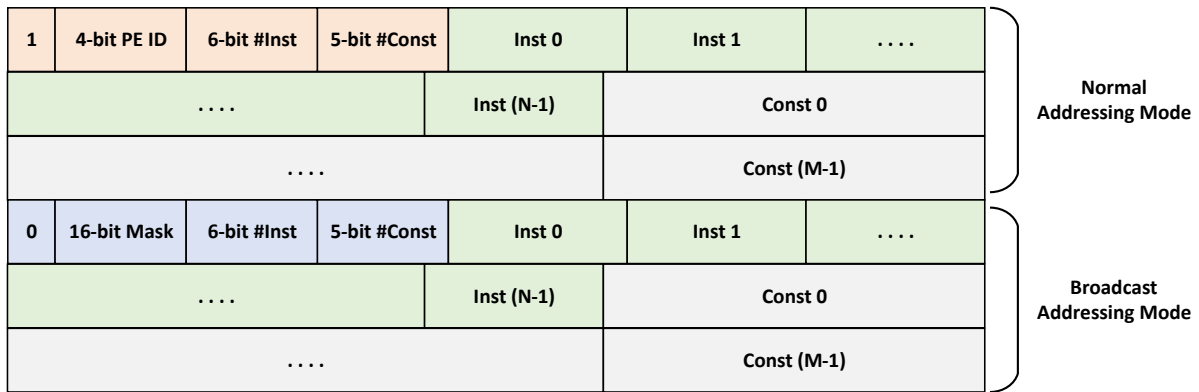 1 4-bit PE ID 6-bit #Inst 5-bit #Const Inst 0 Inst 1 . . . .
. . . . Inst (N-1) Const 0
. . . . Const (M-1)
Normal
Addressing Mode
0 16-bit Mask 6-bit #Inst 5-bit #Const Inst 0 Inst 1 . . . .
. . . . Inst (N-1) Const 0
. . . . Const (M-1)
Broadcast
Addressing Mode